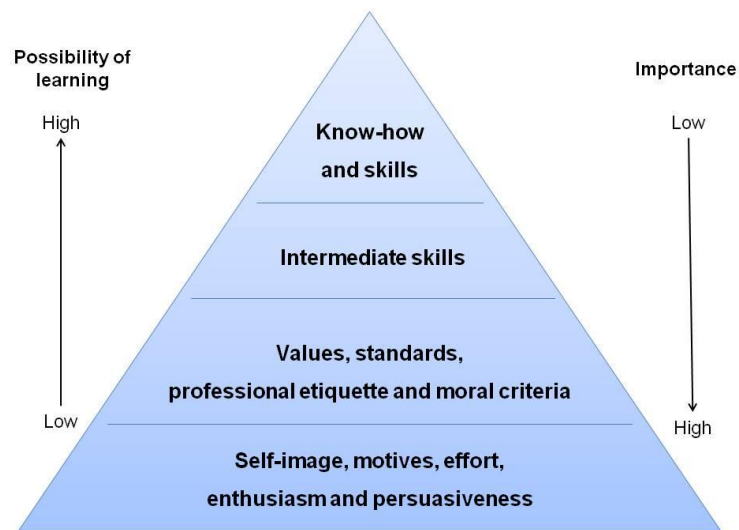 Possibility of
learning
High
Low
Know-how
and skills
Intermediate skills
Values, standards,
professional etiquette and moral criteria
Self-image, motives, effort,
enthusiasm and persuasiveness
Importance
Low
High